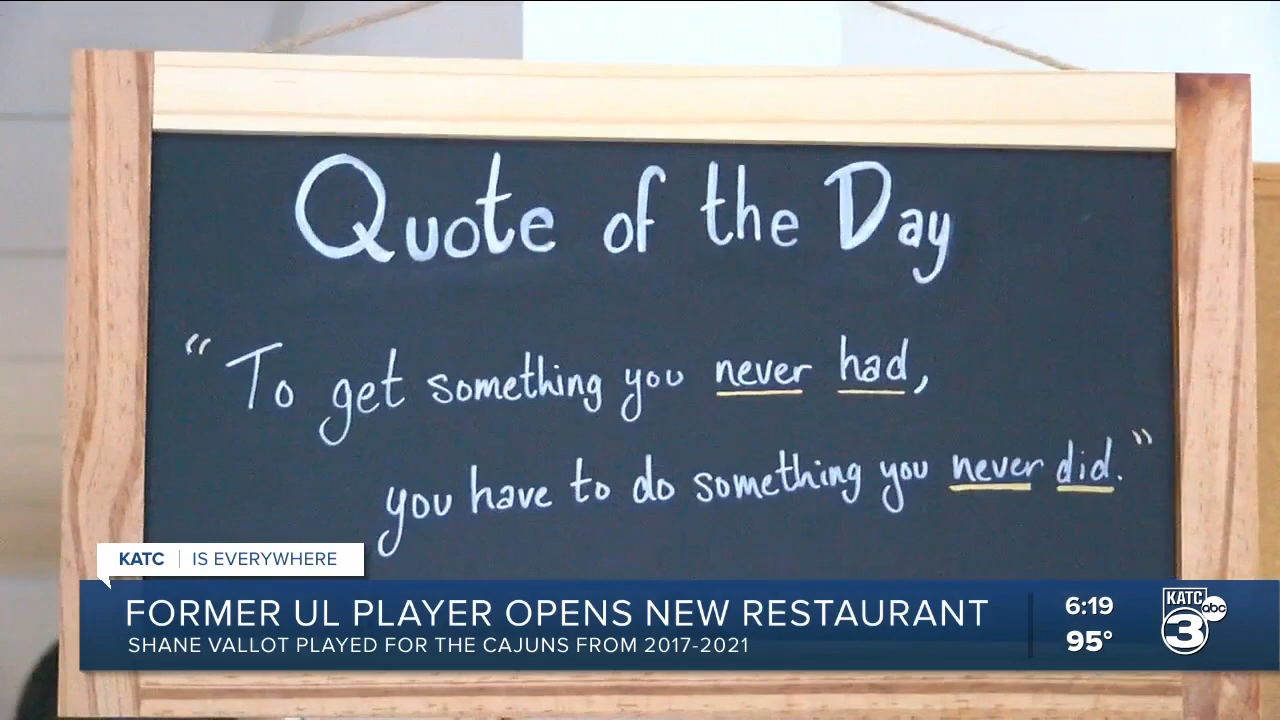 Quote of the Day
“To get something you never had,
you have to do something you never did.”
KATC | IS EVERYWHERE
FORMER UL PLAYER OPENS NEW RESTAURANT
SHANE VALLOT PLAYED FOR THE CAJUNS FROM 2017-2021
6:19
95°
KATC
abc
3